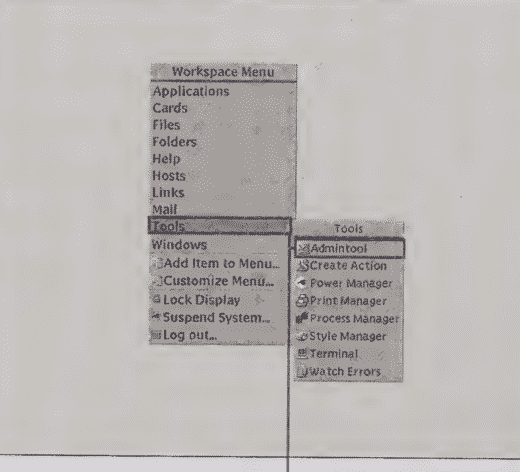 Workspace Menu
Applications
Cards
Files
Folders
Help
Hosts
Links
Mail
Tools
Windows
Add Item to Menu...
Customize Menu...
Lock Display
Suspend System...
Log out...
Tools
Admintool
Create Action
Power Manager
Print Manager
Process Manager
Style Manager
Terminal
Watch Errors